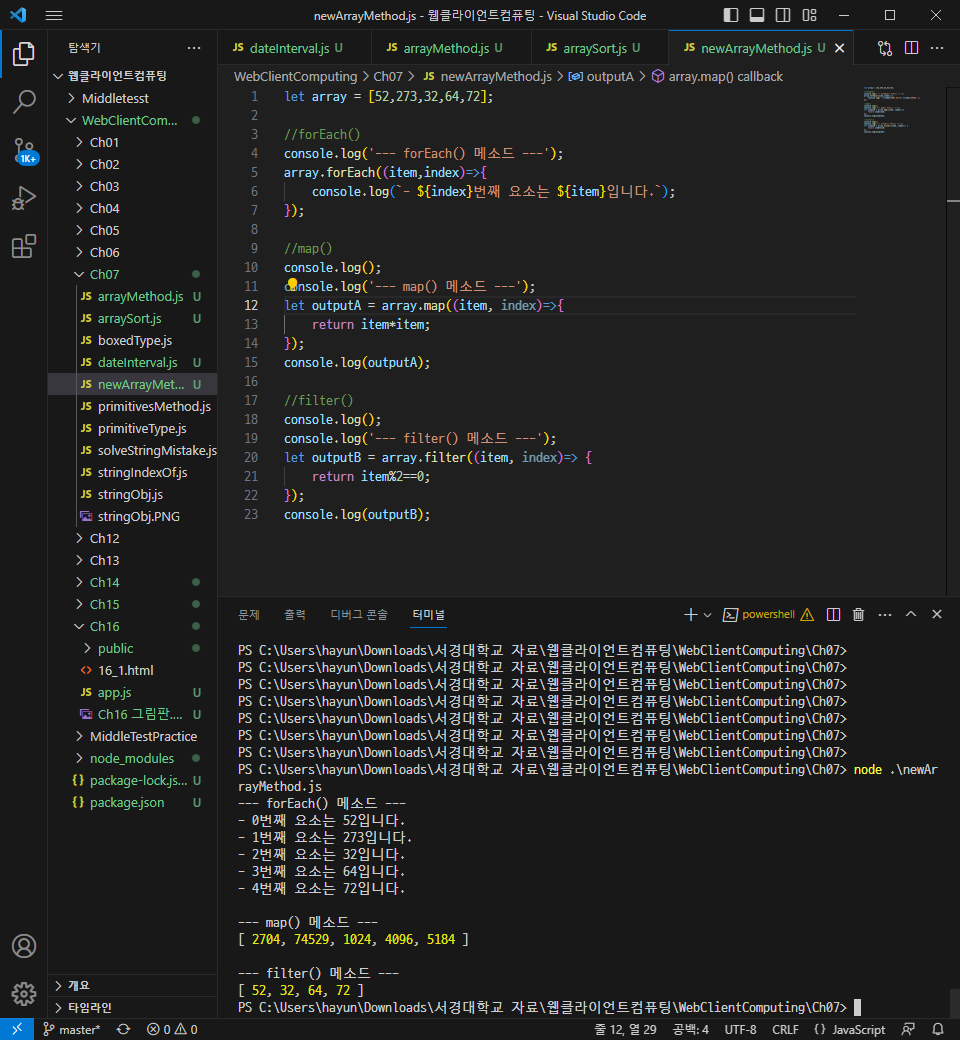 newArrayMethod.js - 웹클라이언트컴퓨팅 - Visual Studio Code
탐색기
웹클라이언트컴퓨팅
Middletesst
WebClientCom...
Ch01
Ch02
Ch03
Ch04
Ch05
Ch06
Ch07
JS arrayMethod.js U
JS arraySort.js U
JS boxedType.js
JS dateInterval.js U
JS newArrayMet... U
JS primitivesMethod.js
JS primitiveType.js
JS solveStringMistake.js
JS stringIndexOf.js
JS stringObj.js
stringObj.PNG
Ch12
Ch13
Ch14
Ch15
Ch16
public
<> 16_1.html
JS app.js U
Ch16 그림판.... U
MiddleTestPractice
node_modules
{} package-lock.js... U
{} package.json U
개요
타임라인
1K+
JS dateInterval.js U
JS arrayMethod.js U
JS arraySort.js U
JS newArrayMethod.js U
WebClientComputing > Ch07 > JS newArrayMethod.js > outputA > array.map() callback
1 let array = [52,273,32,64,72];
2
3 //forEach()
4 console.log('--- forEach() 메소드 ---');
5 array.forEach((item,index)=>{
6 console.log(`- ${index}번째 요소는 ${item}입니다.`);
7 });
8
9 //map()
10 console.log();
11 console.log('--- map() 메소드 ---');
12 let outputA = array.map((item, index)=>{
13 return item*item;
14 });
15 console.log(outputA);
16
17 //filter()
18 console.log();
19 console.log('--- filter() 메소드 ---');
20 let outputB = array.filter((item, index)=> {
21 return item%2==0;
22 });
23 console.log(outputB);
문제 출력 디버그 콘솔 터미널
powershell
PS C:\Users\hayun\Downloads\서경대학교 자료\웹클라이언트컴퓨팅\WebClientComputing\Ch07>
PS C:\Users\hayun\Downloads\서경대학교 자료\웹클라이언트컴퓨팅\WebClientComputing\Ch07>
PS C:\Users\hayun\Downloads\서경대학교 자료\웹클라이언트컴퓨팅\WebClientComputing\Ch07>
PS C:\Users\hayun\Downloads\서경대학교 자료\웹클라이언트컴퓨팅\WebClientComputing\Ch07>
PS C:\Users\hayun\Downloads\서경대학교 자료\웹클라이언트컴퓨팅\WebClientComputing\Ch07>
PS C:\Users\hayun\Downloads\서경대학교 자료\웹클라이언트컴퓨팅\WebClientComputing\Ch07>
PS C:\Users\hayun\Downloads\서경대학교 자료\웹클라이언트컴퓨팅\WebClientComputing\Ch07>
PS C:\Users\hayun\Downloads\서경대학교 자료\웹클라이언트컴퓨팅\WebClientComputing\Ch07> node .\newAr
rayMethod.js
--- forEach() 메소드 ---
- 0번째 요소는 52입니다.
- 1번째 요소는 273입니다.
- 2번째 요소는 32입니다.
- 3번째 요소는 64입니다.
- 4번째 요소는 72입니다.
--- map() 메소드 ---
[ 2704, 74529, 1024, 4096, 5184 ]
--- filter() 메소드 ---
[ 52, 32, 64, 72 ]
PS C:\Users\hayun\Downloads\서경대학교 자료\웹클라이언트컴퓨팅\WebClientComputing\Ch07>
master* 0 0 줄 12, 열 29 공백: 4 UTF-8 CRLF {} JavaScript